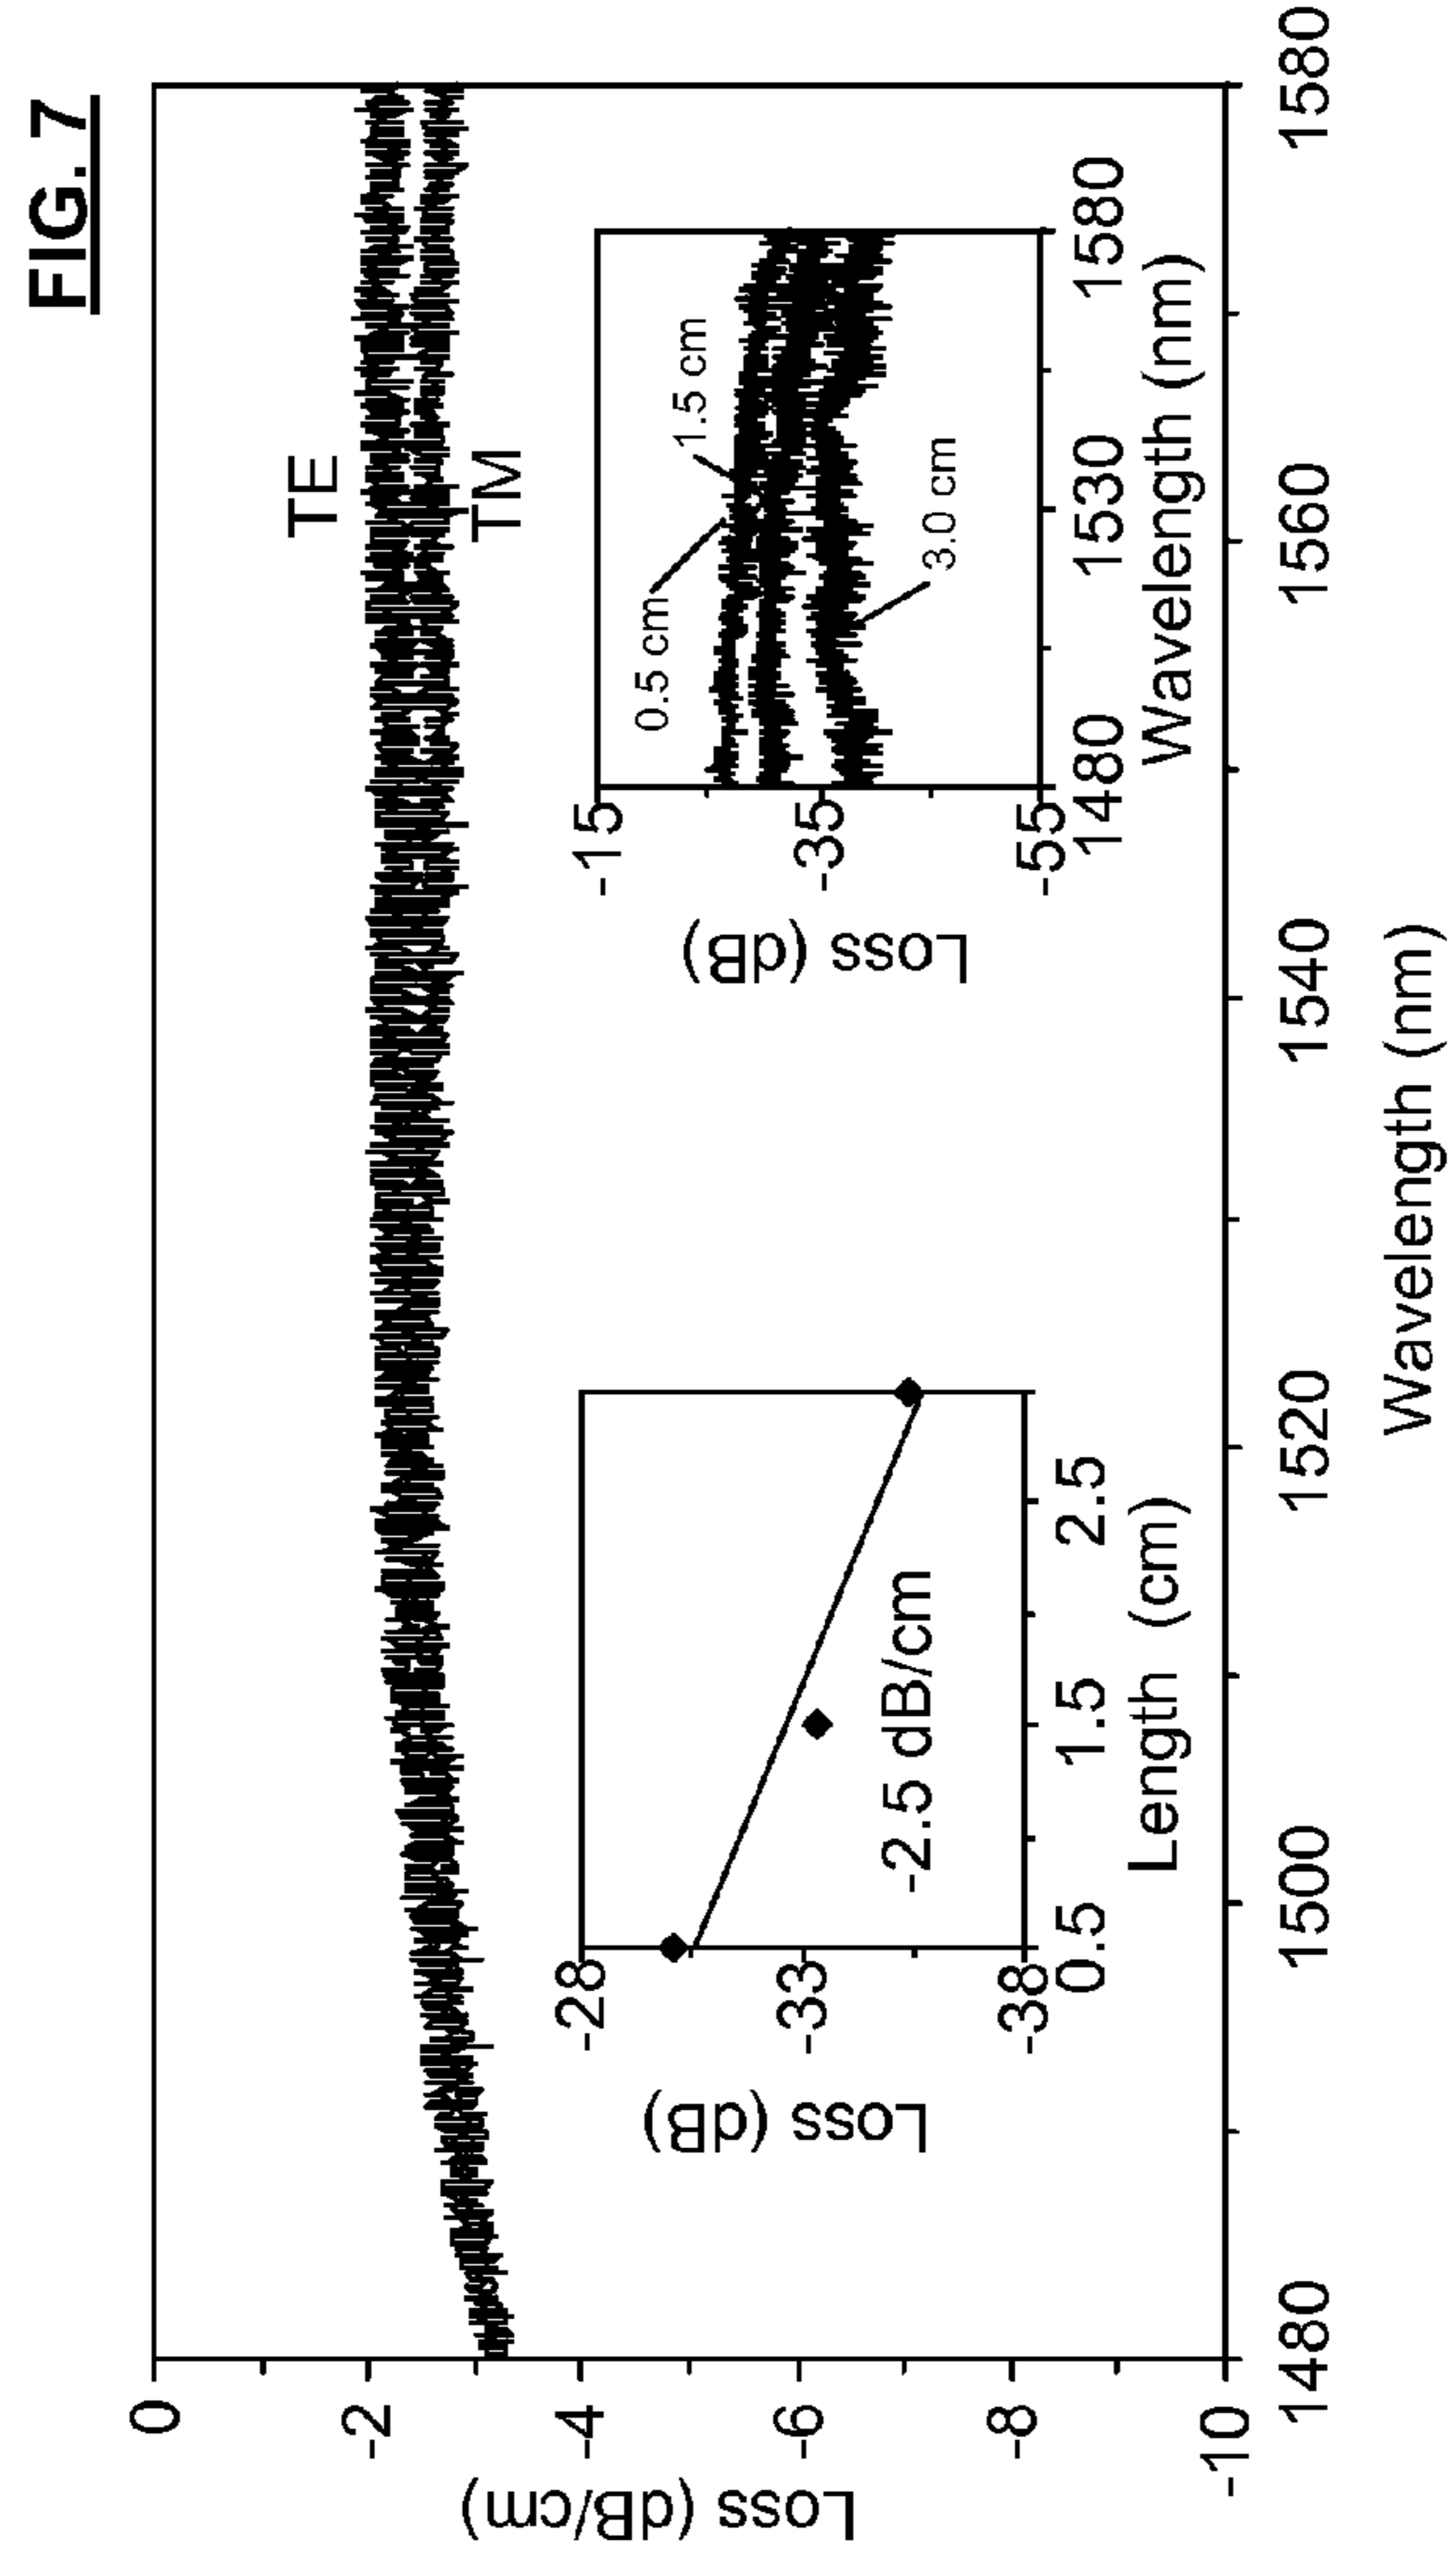 FIG. 7
0
-2
-4
-6
-8
-10
Loss (dB/cm)
TE
TM
-28
-33
-38
Loss (dB)
0.5
1.5
2.5
Length (cm)
-2.5 dB/cm
-15
-35
-55
Loss (dB)
0.5 cm
1.5 cm
3.0 cm
1480
1530
1580
Wavelength (nm)
1480
1500
1520
1540
1560
1580
Wavelength (nm)